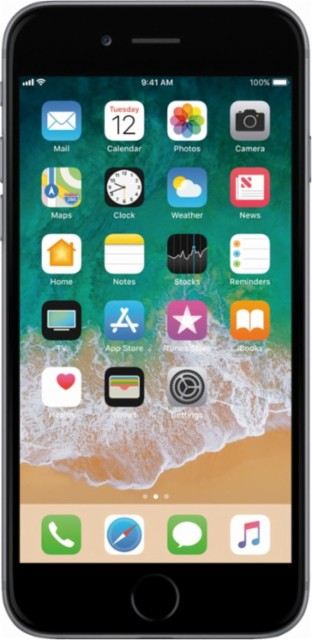 9:41 AM 100%
Tuesday
12
Mail Calendar Photos Camera
Maps Clock Weather News
Home Notes Stocks Reminders
TV App Store iTunes Store iBooks
Settings